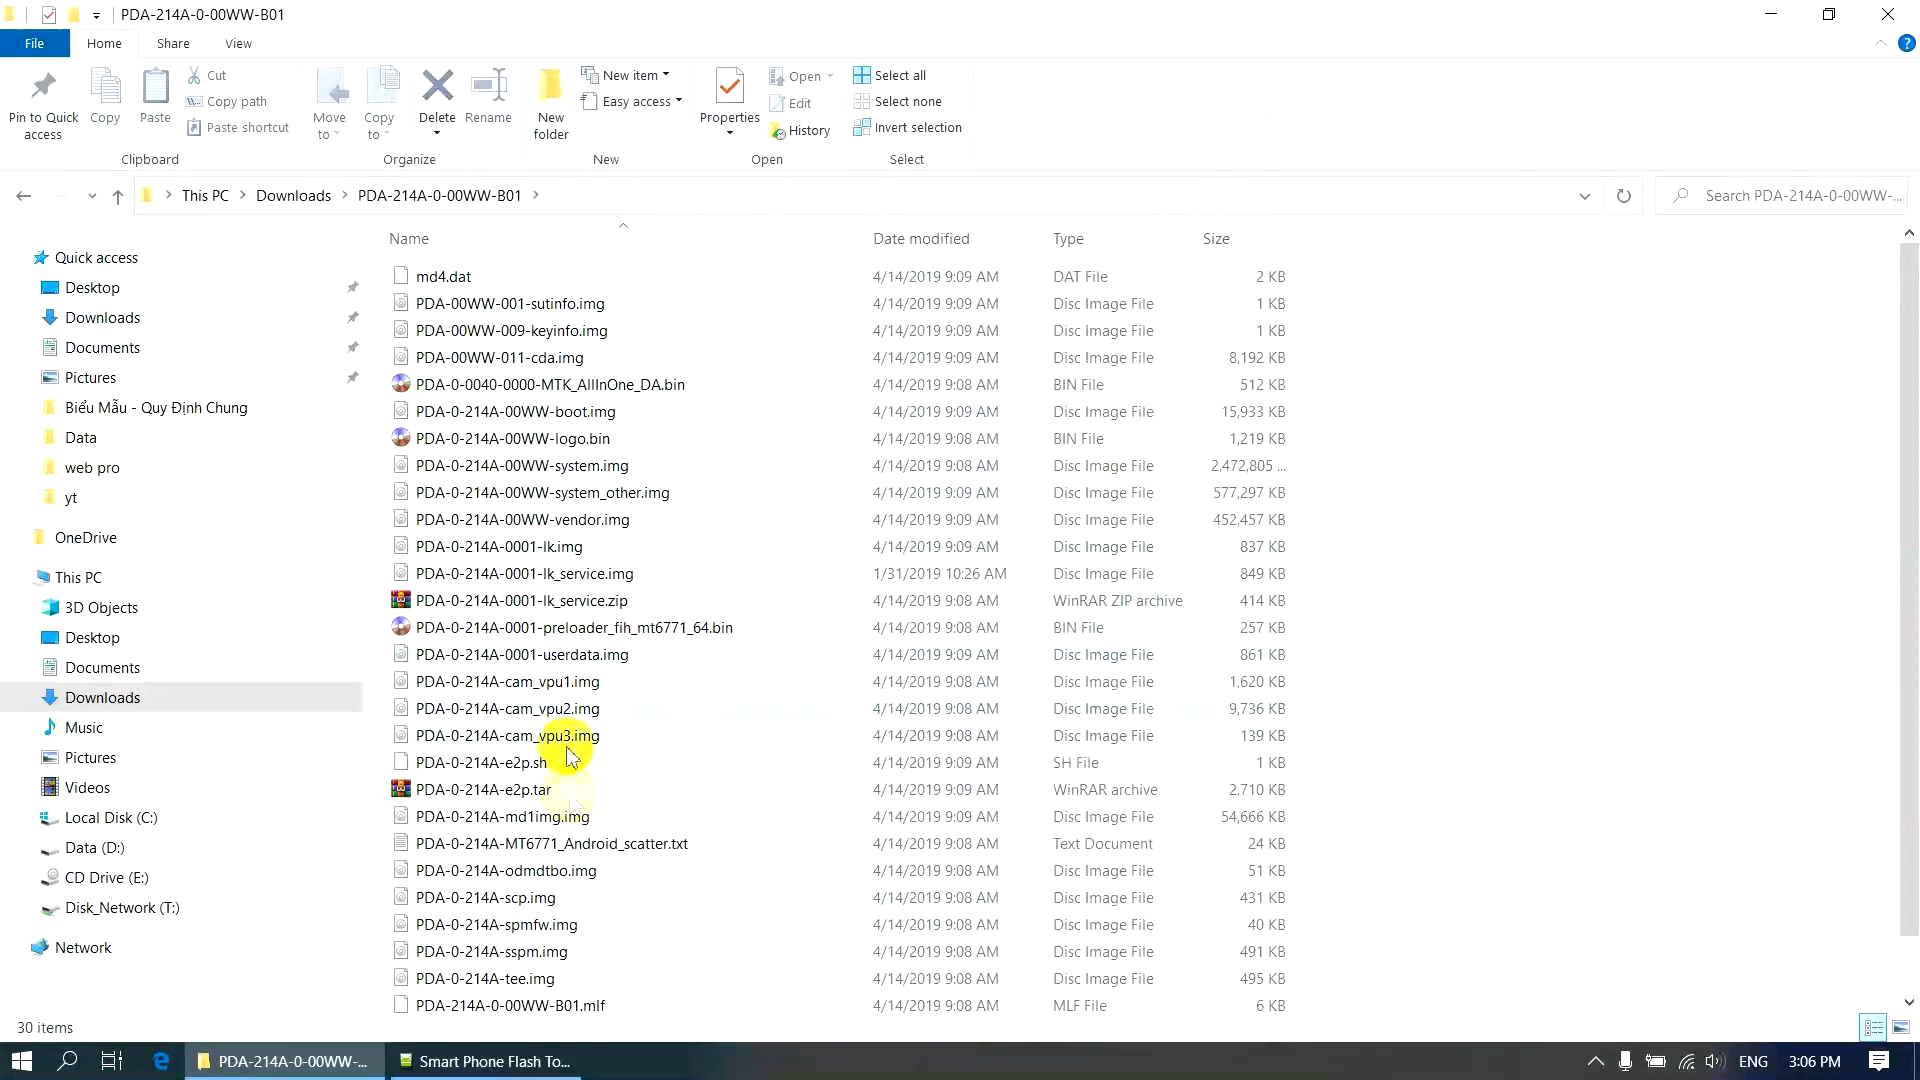 PDA-214A-0-00WW-B01
File Home Share View
Pin to Quick access
Copy
Paste
Cut
Copy path
Paste shortcut
Clipboard
Move to
Copy to
Delete
Rename
Organize
New folder
New item
Easy access
New
Properties
Open
Edit
History
Open
Select all
Select none
Invert selection
Select
This PC > Downloads > PDA-214A-0-00WW-B01 >
Search PDA-214A-0-00WW-...
Quick access
Desktop
Downloads
Documents
Pictures
Biểu Mẫu - Quy Định Chung
Data
web pro
yt
OneDrive
This PC
3D Objects
Desktop
Documents
Downloads
Music
Pictures
Videos
Local Disk (C:)
Data (D:)
CD Drive (E:)
Disk_Network (T:)
Network
Name Date modified Type Size
md4.dat 4/14/2019 9:09 AM DAT File 2 KB
PDA-00WW-001-sutinfo.img 4/14/2019 9:09 AM Disc Image File 1 KB
PDA-00WW-009-keyinfo.img 4/14/2019 9:09 AM Disc Image File 1 KB
PDA-00WW-011-cda.img 4/14/2019 9:09 AM Disc Image File 8,192 KB
PDA-0-0040-0000-MTK_AllInOne_DA.bin 4/14/2019 9:08 AM BIN File 512 KB
PDA-0-214A-00WW-boot.img 4/14/2019 9:09 AM Disc Image File 15,933 KB
PDA-0-214A-00WW-logo.bin 4/14/2019 9:08 AM BIN File 1,219 KB
PDA-0-214A-00WW-system.img 4/14/2019 9:08 AM Disc Image File 2,472,805 ...
PDA-0-214A-00WW-system_other.img 4/14/2019 9:09 AM Disc Image File 577,297 KB
PDA-0-214A-00WW-vendor.img 4/14/2019 9:09 AM Disc Image File 452,457 KB
PDA-0-214A-0001-lk.img 4/14/2019 9:09 AM Disc Image File 837 KB
PDA-0-214A-0001-lk_service.img 1/31/2019 10:26 AM Disc Image File 849 KB
PDA-0-214A-0001-lk_service.zip 4/14/2019 9:08 AM WinRAR ZIP archive 414 KB
PDA-0-214A-0001-preloader_fih_mt6771_64.bin 4/14/2019 9:08 AM BIN File 257 KB
PDA-0-214A-0001-userdata.img 4/14/2019 9:09 AM Disc Image File 861 KB
PDA-0-214A-cam_vpu1.img 4/14/2019 9:08 AM Disc Image File 1,620 KB
PDA-0-214A-cam_vpu2.img 4/14/2019 9:08 AM Disc Image File 9,736 KB
PDA-0-214A-cam_vpu3.img 4/14/2019 9:08 AM Disc Image File 139 KB
PDA-0-214A-e2p.sh 4/14/2019 9:09 AM SH File 1 KB
PDA-0-214A-e2p.tar 4/14/2019 9:09 AM WinRAR archive 2,710 KB
PDA-0-214A-md1img.img 4/14/2019 9:09 AM Disc Image File 54,666 KB
PDA-0-214A-MT6771_Android_scatter.txt 4/14/2019 9:08 AM Text Document 24 KB
PDA-0-214A-odmdtbo.img 4/14/2019 9:08 AM Disc Image File 51 KB
PDA-0-214A-scp.img 4/14/2019 9:08 AM Disc Image File 431 KB
PDA-0-214A-spmfw.img 4/14/2019 9:08 AM Disc Image File 40 KB
PDA-0-214A-sspm.img 4/14/2019 9:08 AM Disc Image File 491 KB
PDA-0-214A-tee.img 4/14/2019 9:08 AM Disc Image File 495 KB
PDA-214A-0-00WW-B01.mlf 4/14/2019 9:08 AM MLF File 6 KB
30 items
PDA-214A-0-00WW-... Smart Phone Flash To... ENG 3:06 PM